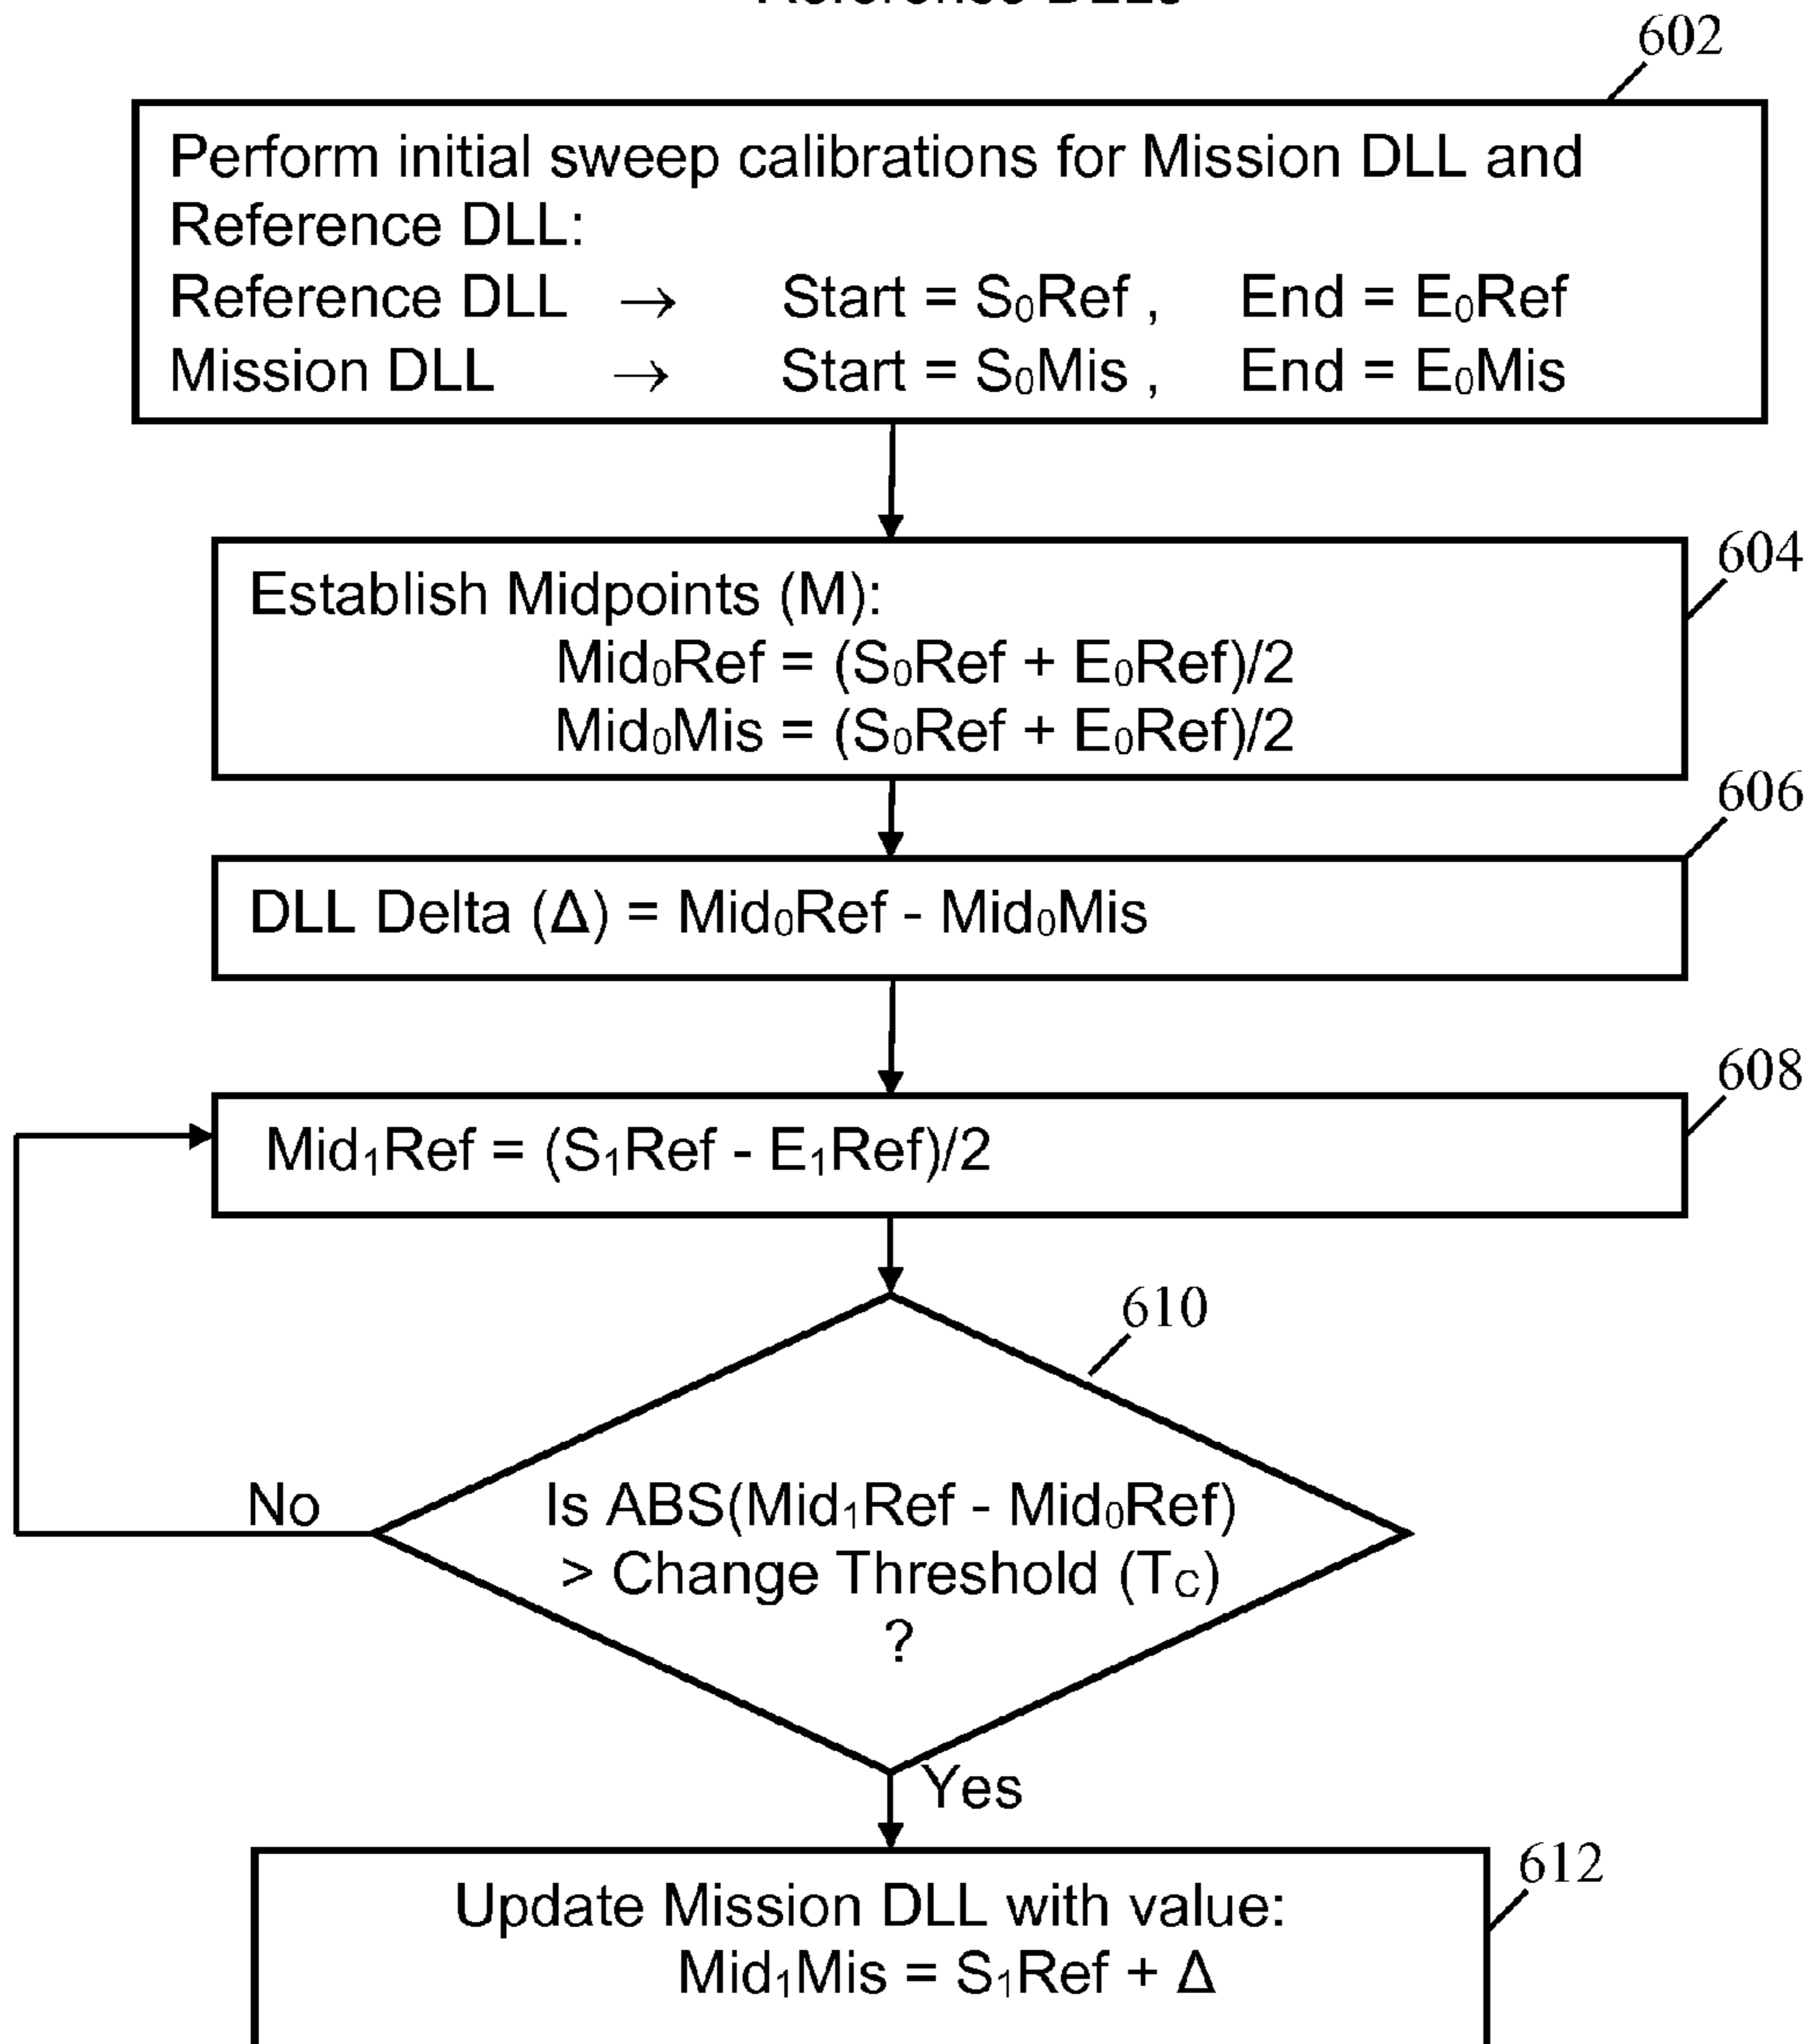 602
Perform initial sweep calibrations for Mission DLL and
Reference DLL:
Reference DLL → Start = S₀Ref , End = E₀Ref
Mission DLL → Start = S₀Mis , End = E₀Mis
604
Establish Midpoints (M):
Mid₀Ref = (S₀Ref + E₀Ref)/2
Mid₀Mis = (S₀Ref + E₀Ref)/2
606
DLL Delta (Δ) = Mid₀Ref - Mid₀Mis
608
Mid₁Ref = (S₁Ref - E₁Ref)/2
610
No
Is ABS(Mid₁Ref - Mid₀Ref)
> Change Threshold (T_C)
?
Yes
612
Update Mission DLL with value:
Mid₁Mis = S₁Ref + Δ